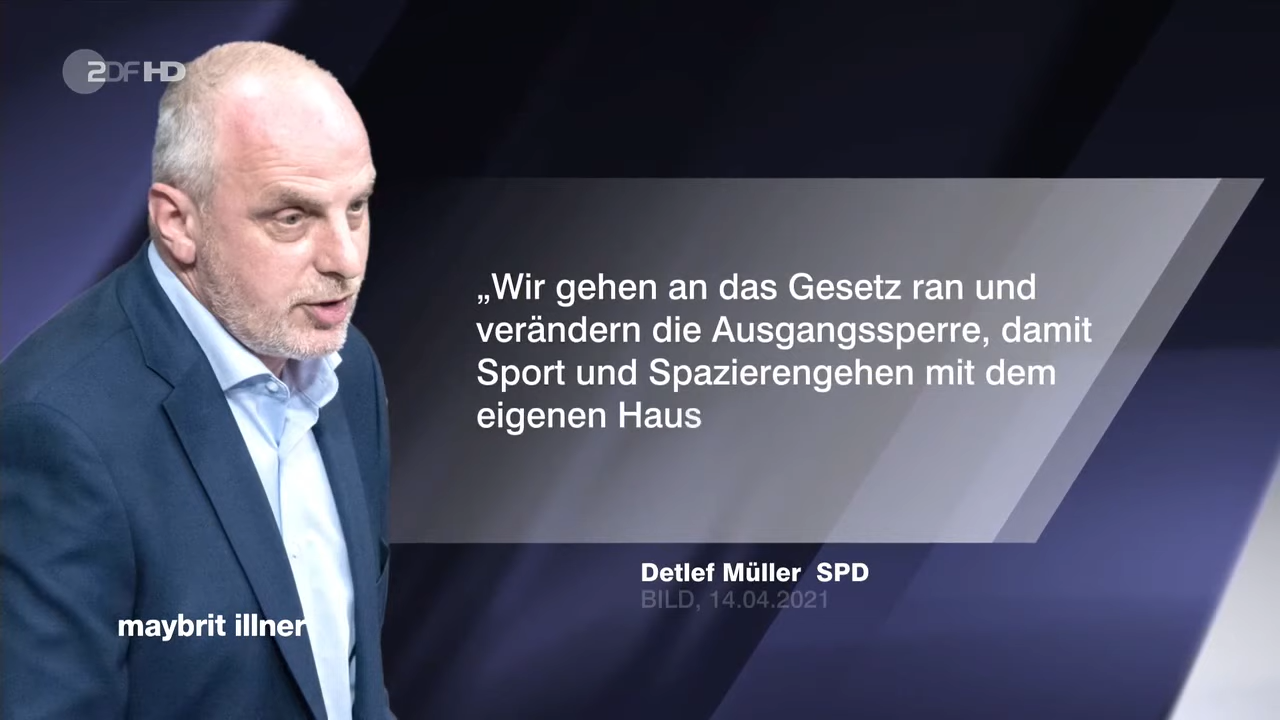 ZDF HD
„Wir gehen an das Gesetz ran und
verändern die Ausgangssperre, damit
Sport und Spazierengehen mit dem
eigenen Haus
Detlef Müller SPD
BILD, 14.04.2021
maybrit illner